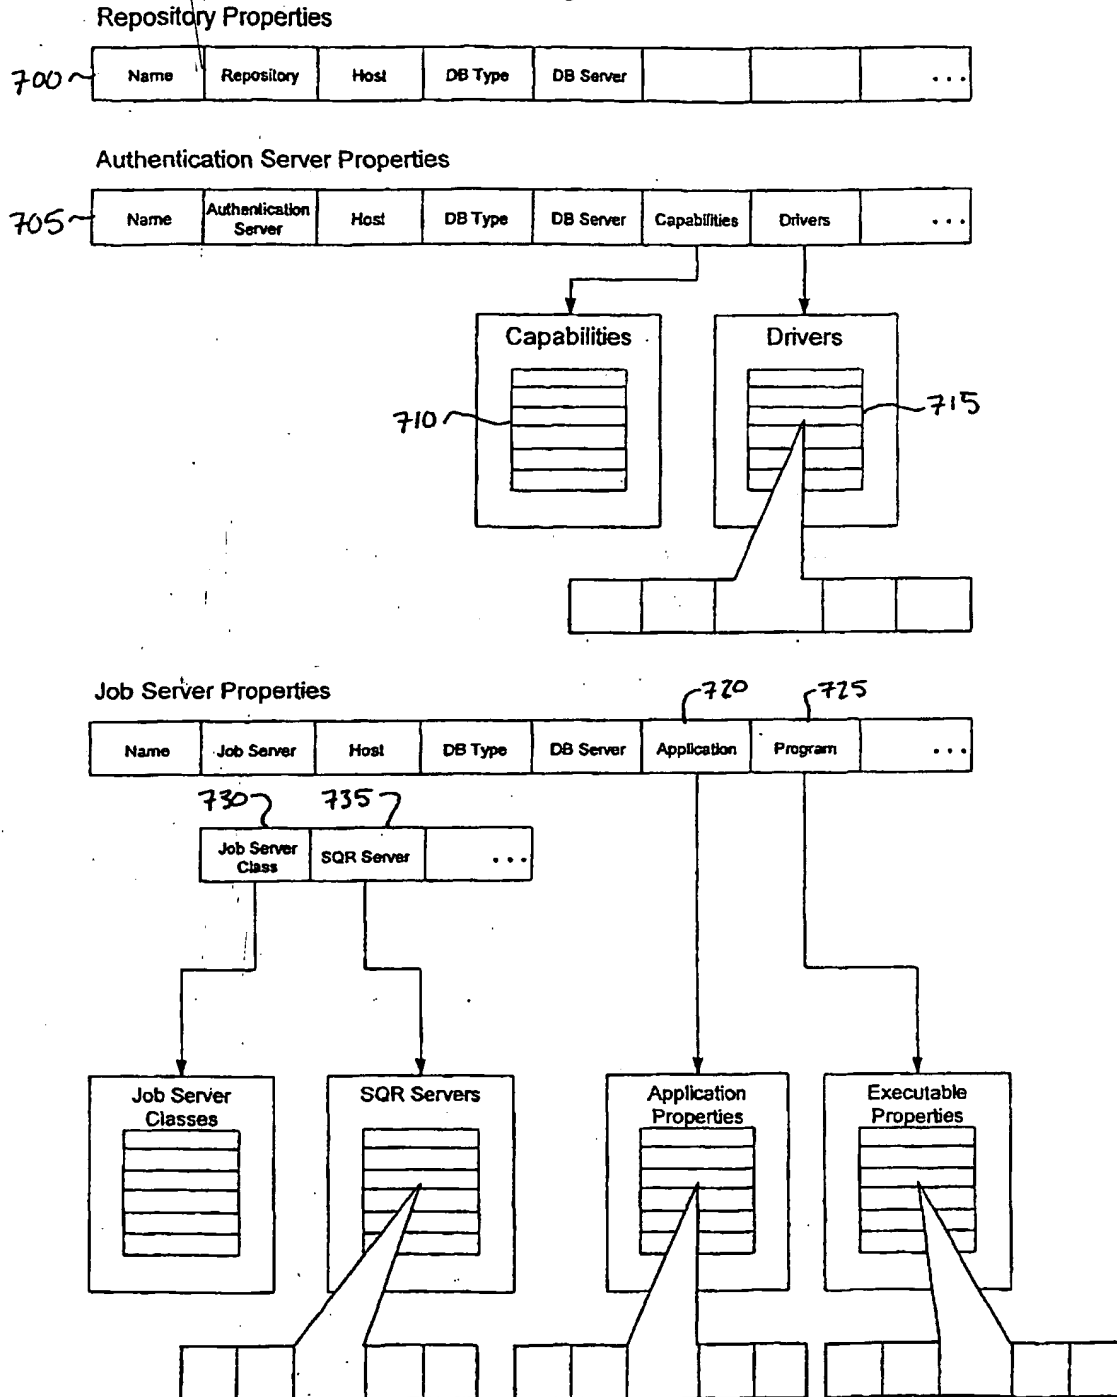 Repository Properties
700
Name Repository Host DB Type DB Server ...
Authentication Server Properties
705
Name Authentication Server Host DB Type DB Server Capabilities Drivers ...
Capabilities
Drivers
710
715
Job Server Properties
720
725
Name Job Server Host DB Type DB Server Application Program ...
730
735
Job Server Class SQR Server ...
Job Server
Classes
SQR Servers
Application
Properties
Executable
Properties